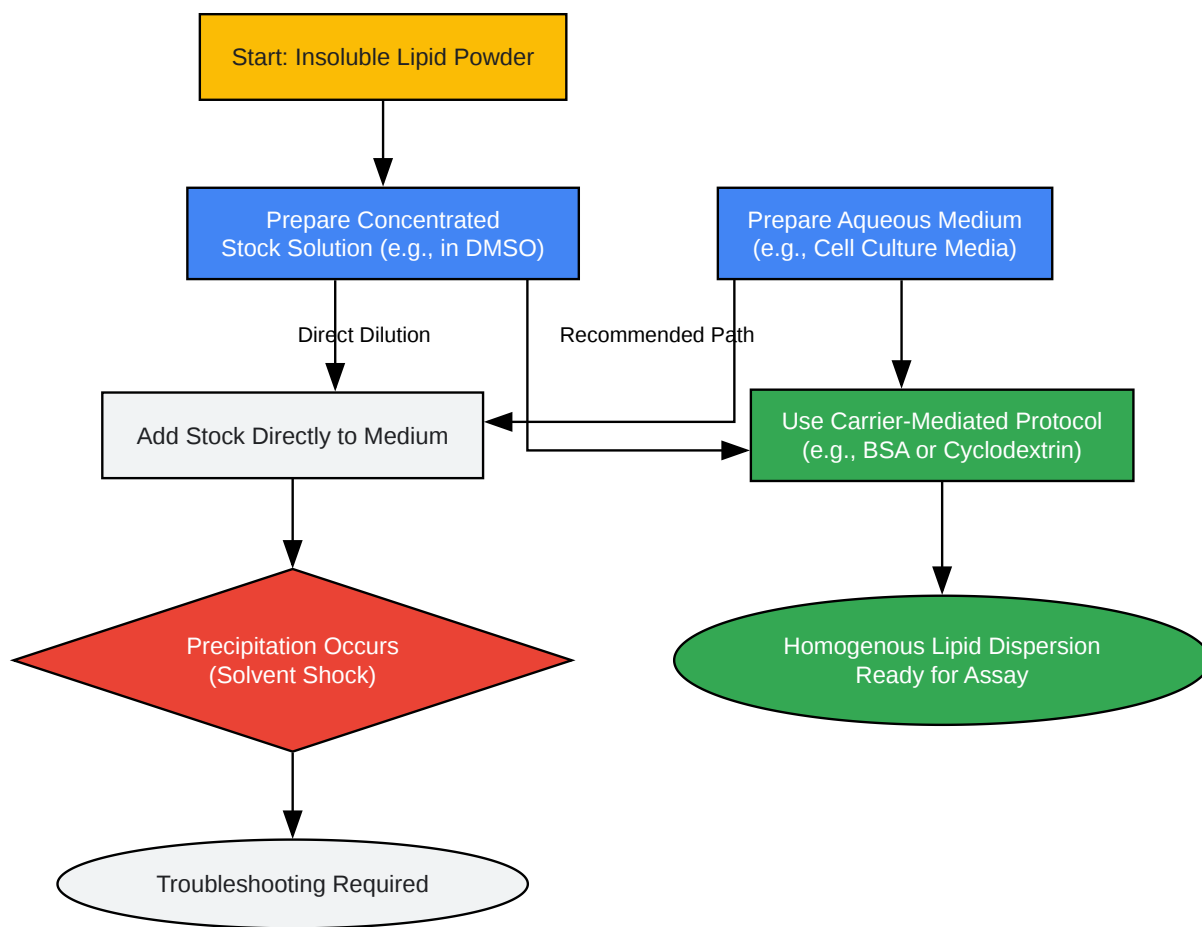 Start: Insoluble Lipid Powder
Prepare Concentrated
Stock Solution (e.g., in DMSO)
Prepare Aqueous Medium
(e.g., Cell Culture Media)
Direct Dilution
Recommended Path
Add Stock Directly to Medium
Use Carrier-Mediated Protocol
(e.g., BSA or Cyclodextrin)
Precipitation Occurs
(Solvent Shock)
Homogenous Lipid Dispersion
Ready for Assay
Troubleshooting Required